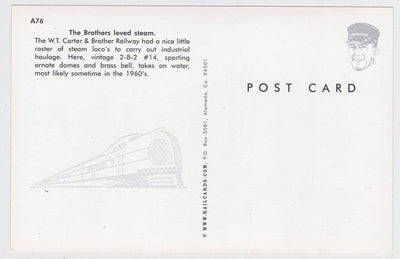 A76
The Brothers loved steam.
The W.T. Carter & Brother Railway had a nice little
roster of steam loco's to carry out industrial
haulage. Here, vintage 2-8-2 #14, sporting
ornate domes and brass bell, takes on water,
most likely sometime in the 1960's.
© WWW.RAILCARDS.COM, P.O. Box 5081, Alameda, Ca. 94501
POST CARD